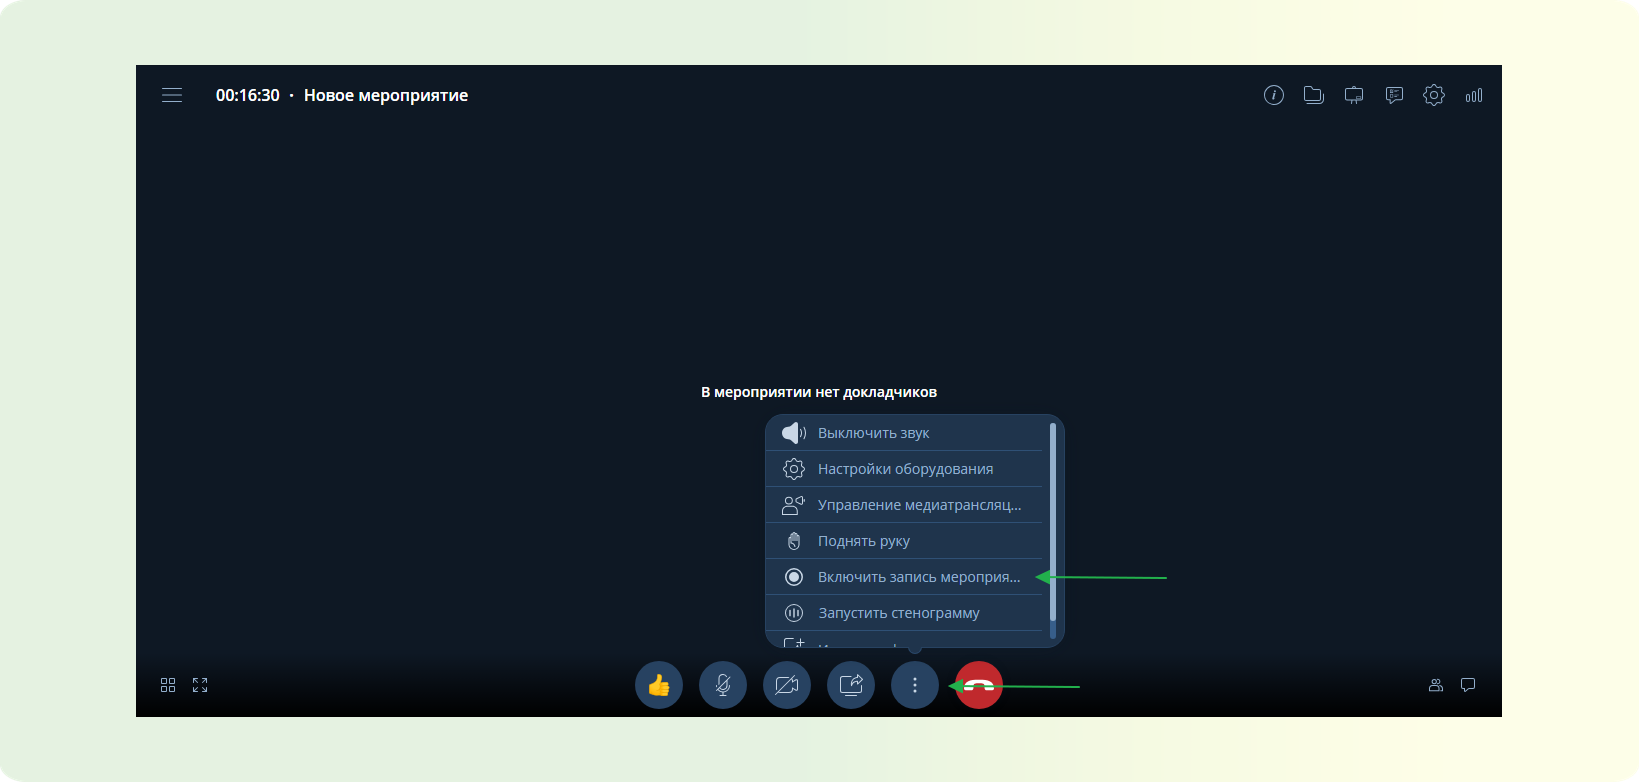 00:16:30 · Новое мероприятие
В мероприятии нет докладчиков
Выключить звук
Настройки оборудования
Управление медиатрансляц...
Поднять руку
Включить запись мероприя...
Запустить стенограмму